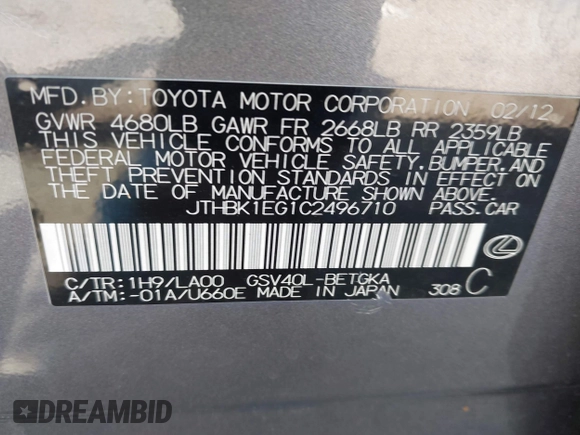 MFD. BY: TOYOTA MOTOR CORPORATION 02/12
GVWR 4680LB GAWR FR 2668LB RR 2359LB
THIS VEHICLE CONFORMS TO ALL APPLICABLE
FEDERAL MOTOR VEHICLE SAFETY, BUMPER, AND
THEFT PREVENTION STANDARDS IN EFFECT ON
THE DATE OF MANUFACTURE SHOWN ABOVE.
JTHBK1EG1C2496710 PASS. CAR
C/TR: 1H9/LA00 GSV40L-BETGKA
A/TM: -01A/U660E MADE IN JAPAN 308 C
DREAMBID